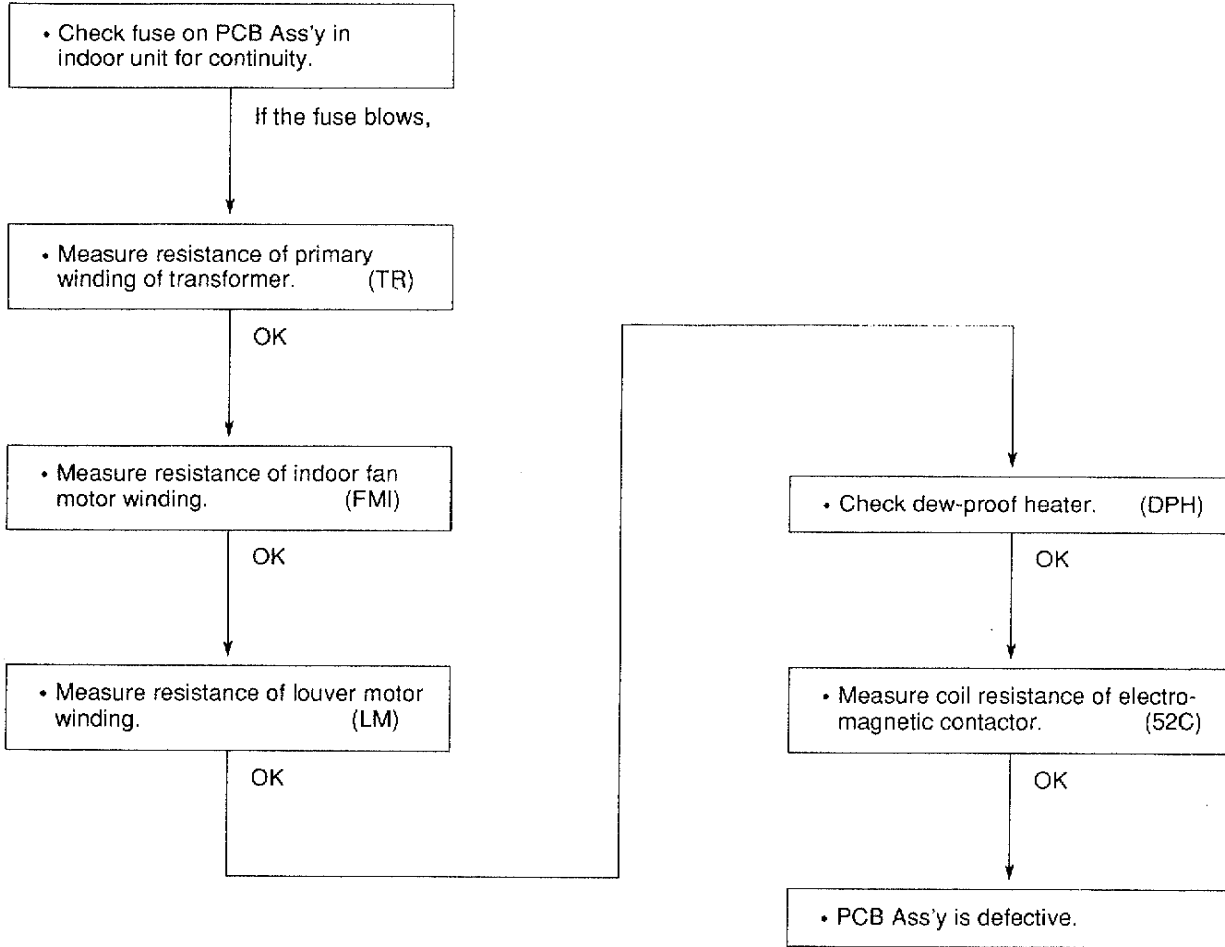 • Check fuse on PCB Ass'y in
indoor unit for continuity.
If the fuse blows,
• Measure resistance of primary
winding of transformer. (TR)
OK
• Measure resistance of indoor fan
motor winding. (FMI)
OK
• Measure resistance of louver motor
winding. (LM)
OK
• Check dew-proof heater. (DPH)
OK
• Measure coil resistance of electro-
magnetic contactor. (52C)
OK
• PCB Ass'y is defective.